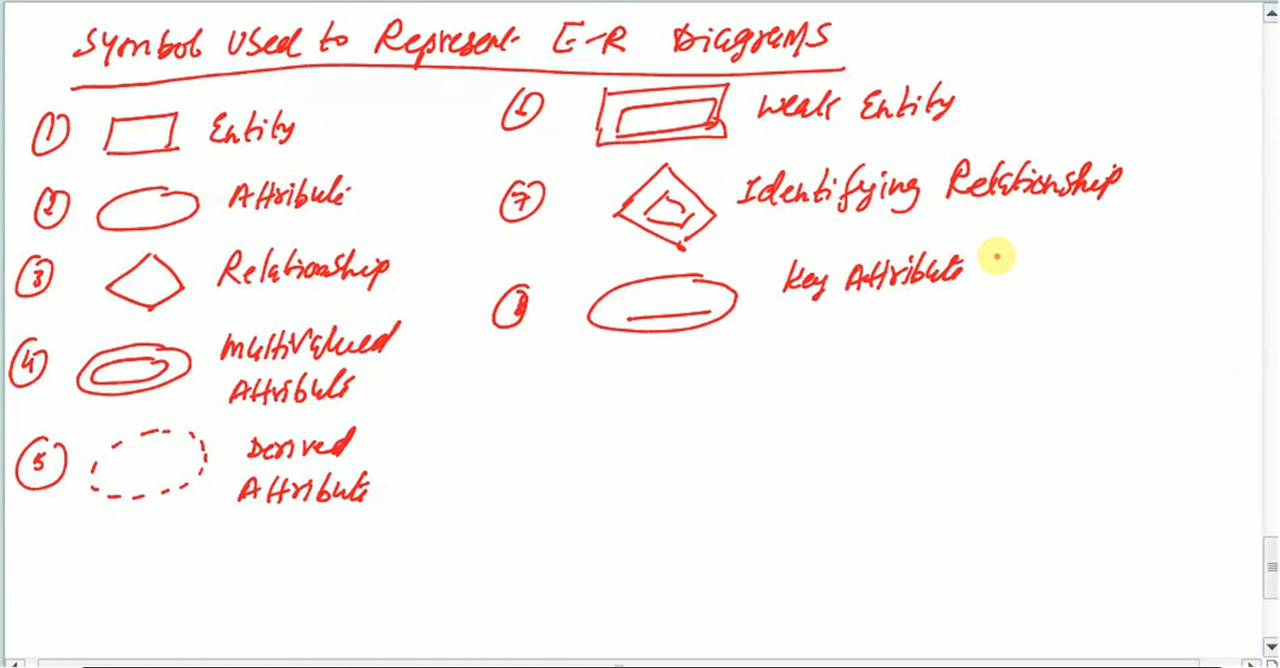 Symbol Used to Represent E-R Diagrams
1 Entity
2 Attribute
3 Relationship
4 Multivalued
Attribute
5 Derived
Attribute
6 Weak Entity
7 Identifying Relationship
8 Key Attribute